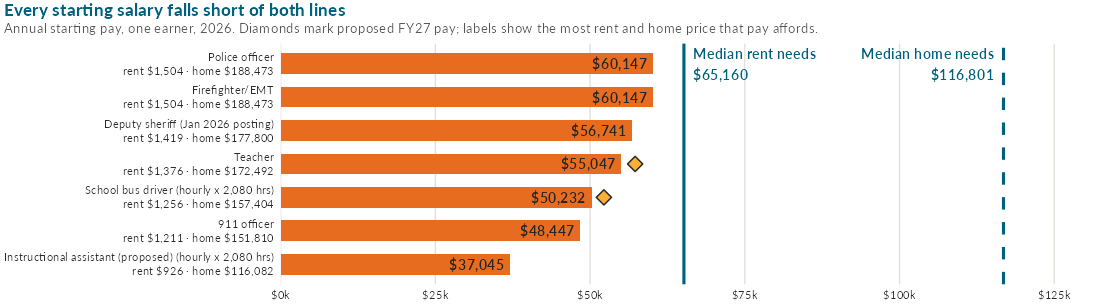 Every starting salary falls short of both lines
Annual starting pay, one earner, 2026. Diamonds mark proposed FY27 pay; labels show the most rent and home price that pay affords.
Median rent needs
$65,160
Median home needs
$116,801
Police officer
rent $1,504 · home $188,473
$60,147
Firefighter/EMT
rent $1,504 · home $188,473
$60,147
Deputy sheriff (Jan 2026 posting)
rent $1,419 · home $177,800
$56,741
Teacher
rent $1,376 · home $172,492
$55,047
School bus driver (hourly x 2,080 hrs)
rent $1,256 · home $157,404
$50,232
911 officer
rent $1,211 · home $151,810
$48,447
Instructional assistant (proposed) (hourly x 2,080 hrs)
rent $926 · home $116,082
$37,045
$0k
$25k
$50k
$75k
$100k
$125k